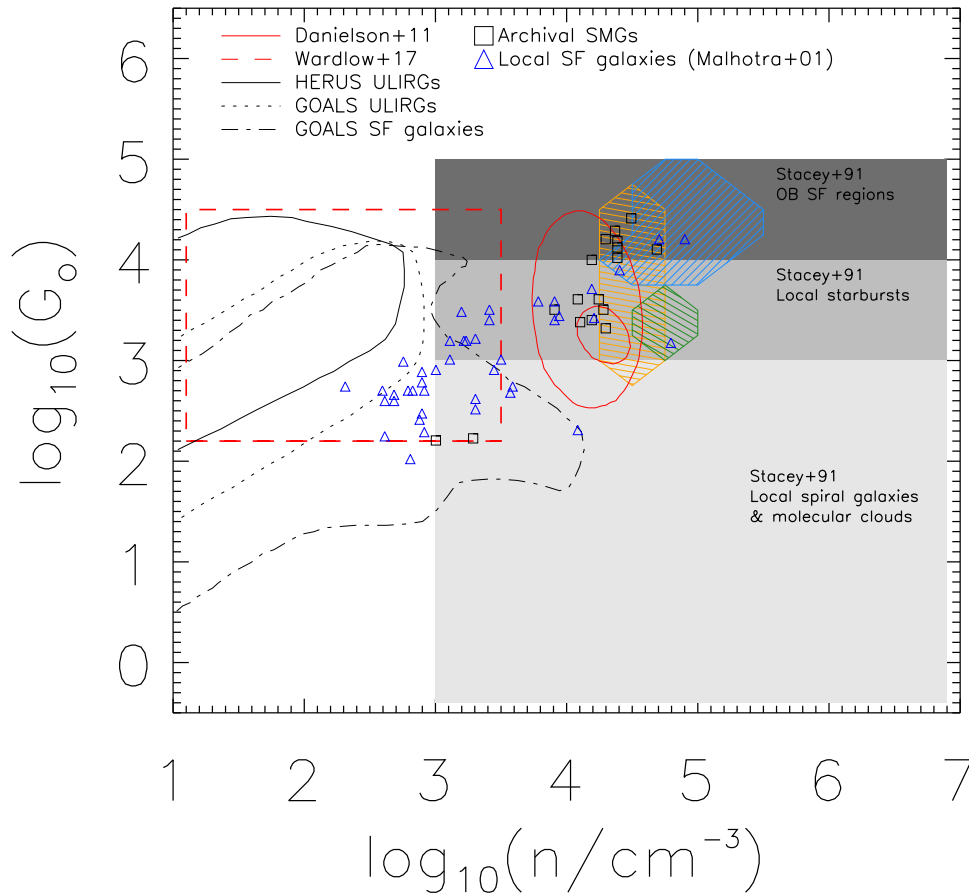 Danielson+11
Wardlow+17
HERUS ULIRGs
GOALS ULIRGs
GOALS SF galaxies
Archival SMGs
Local SF galaxies (Malhotra+01)
Stacey+91
OB SF regions
Stacey+91
Local starbursts
Stacey+91
Local spiral galaxies
& molecular clouds
6
5
4
3
2
1
0
log₁₀(G₀)
1 2 3 4 5 6 7
log₁₀(n/cm⁻³)